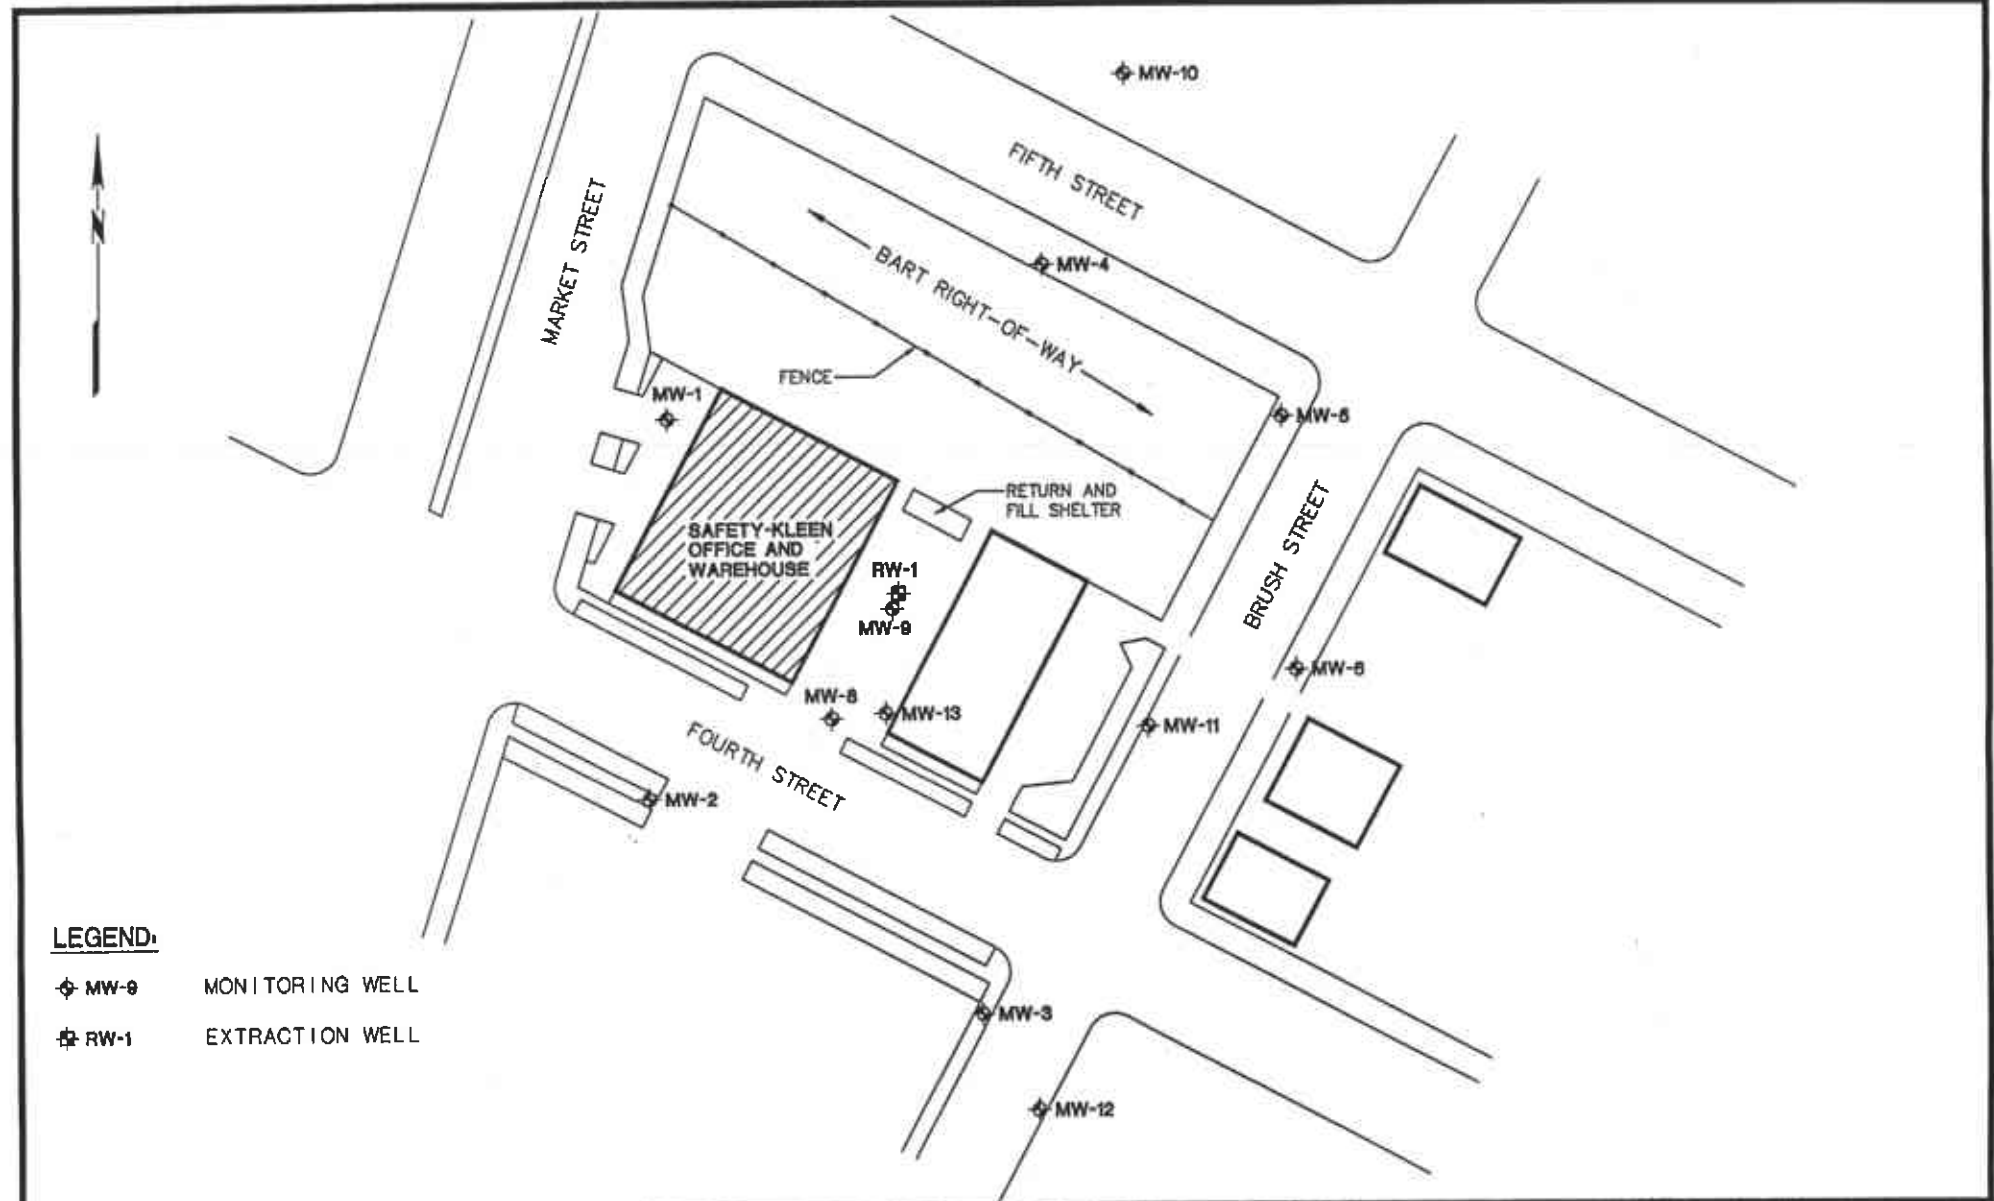 MW-10
FIFTH STREET
MARKET STREET
N
MW-4
BART RIGHT-OF-WAY
FENCE
MW-1
RETURN AND
FILL SHELTER
SAFETY-KLEEN
OFFICE AND
WAREHOUSE
BRUSH STREET
RW-1
MW-9
MW-6
MW-8
MW-13
MW-11
FOURTH STREET
MW-2
MW-3
MW-12
LEGEND:
MW-9 MONITORING WELL
RW-1 EXTRACTION WELL